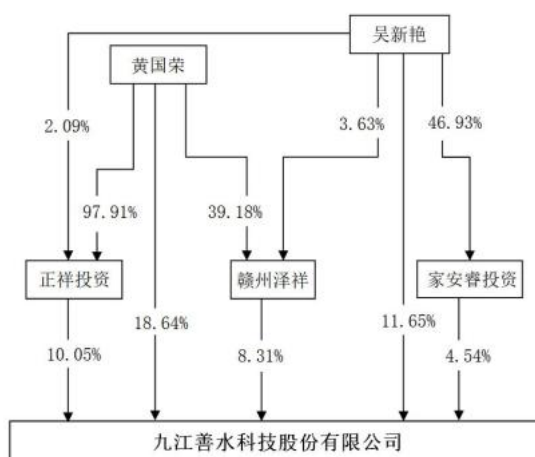 吴新艳
黄国荣
2.09%
3.63%
46.93%
97.91%
39.18%
正祥投资
赣州泽祥
家安睿投资
18.64%
11.65%
10.05%
8.31%
4.54%
九江善水科技股份有限公司